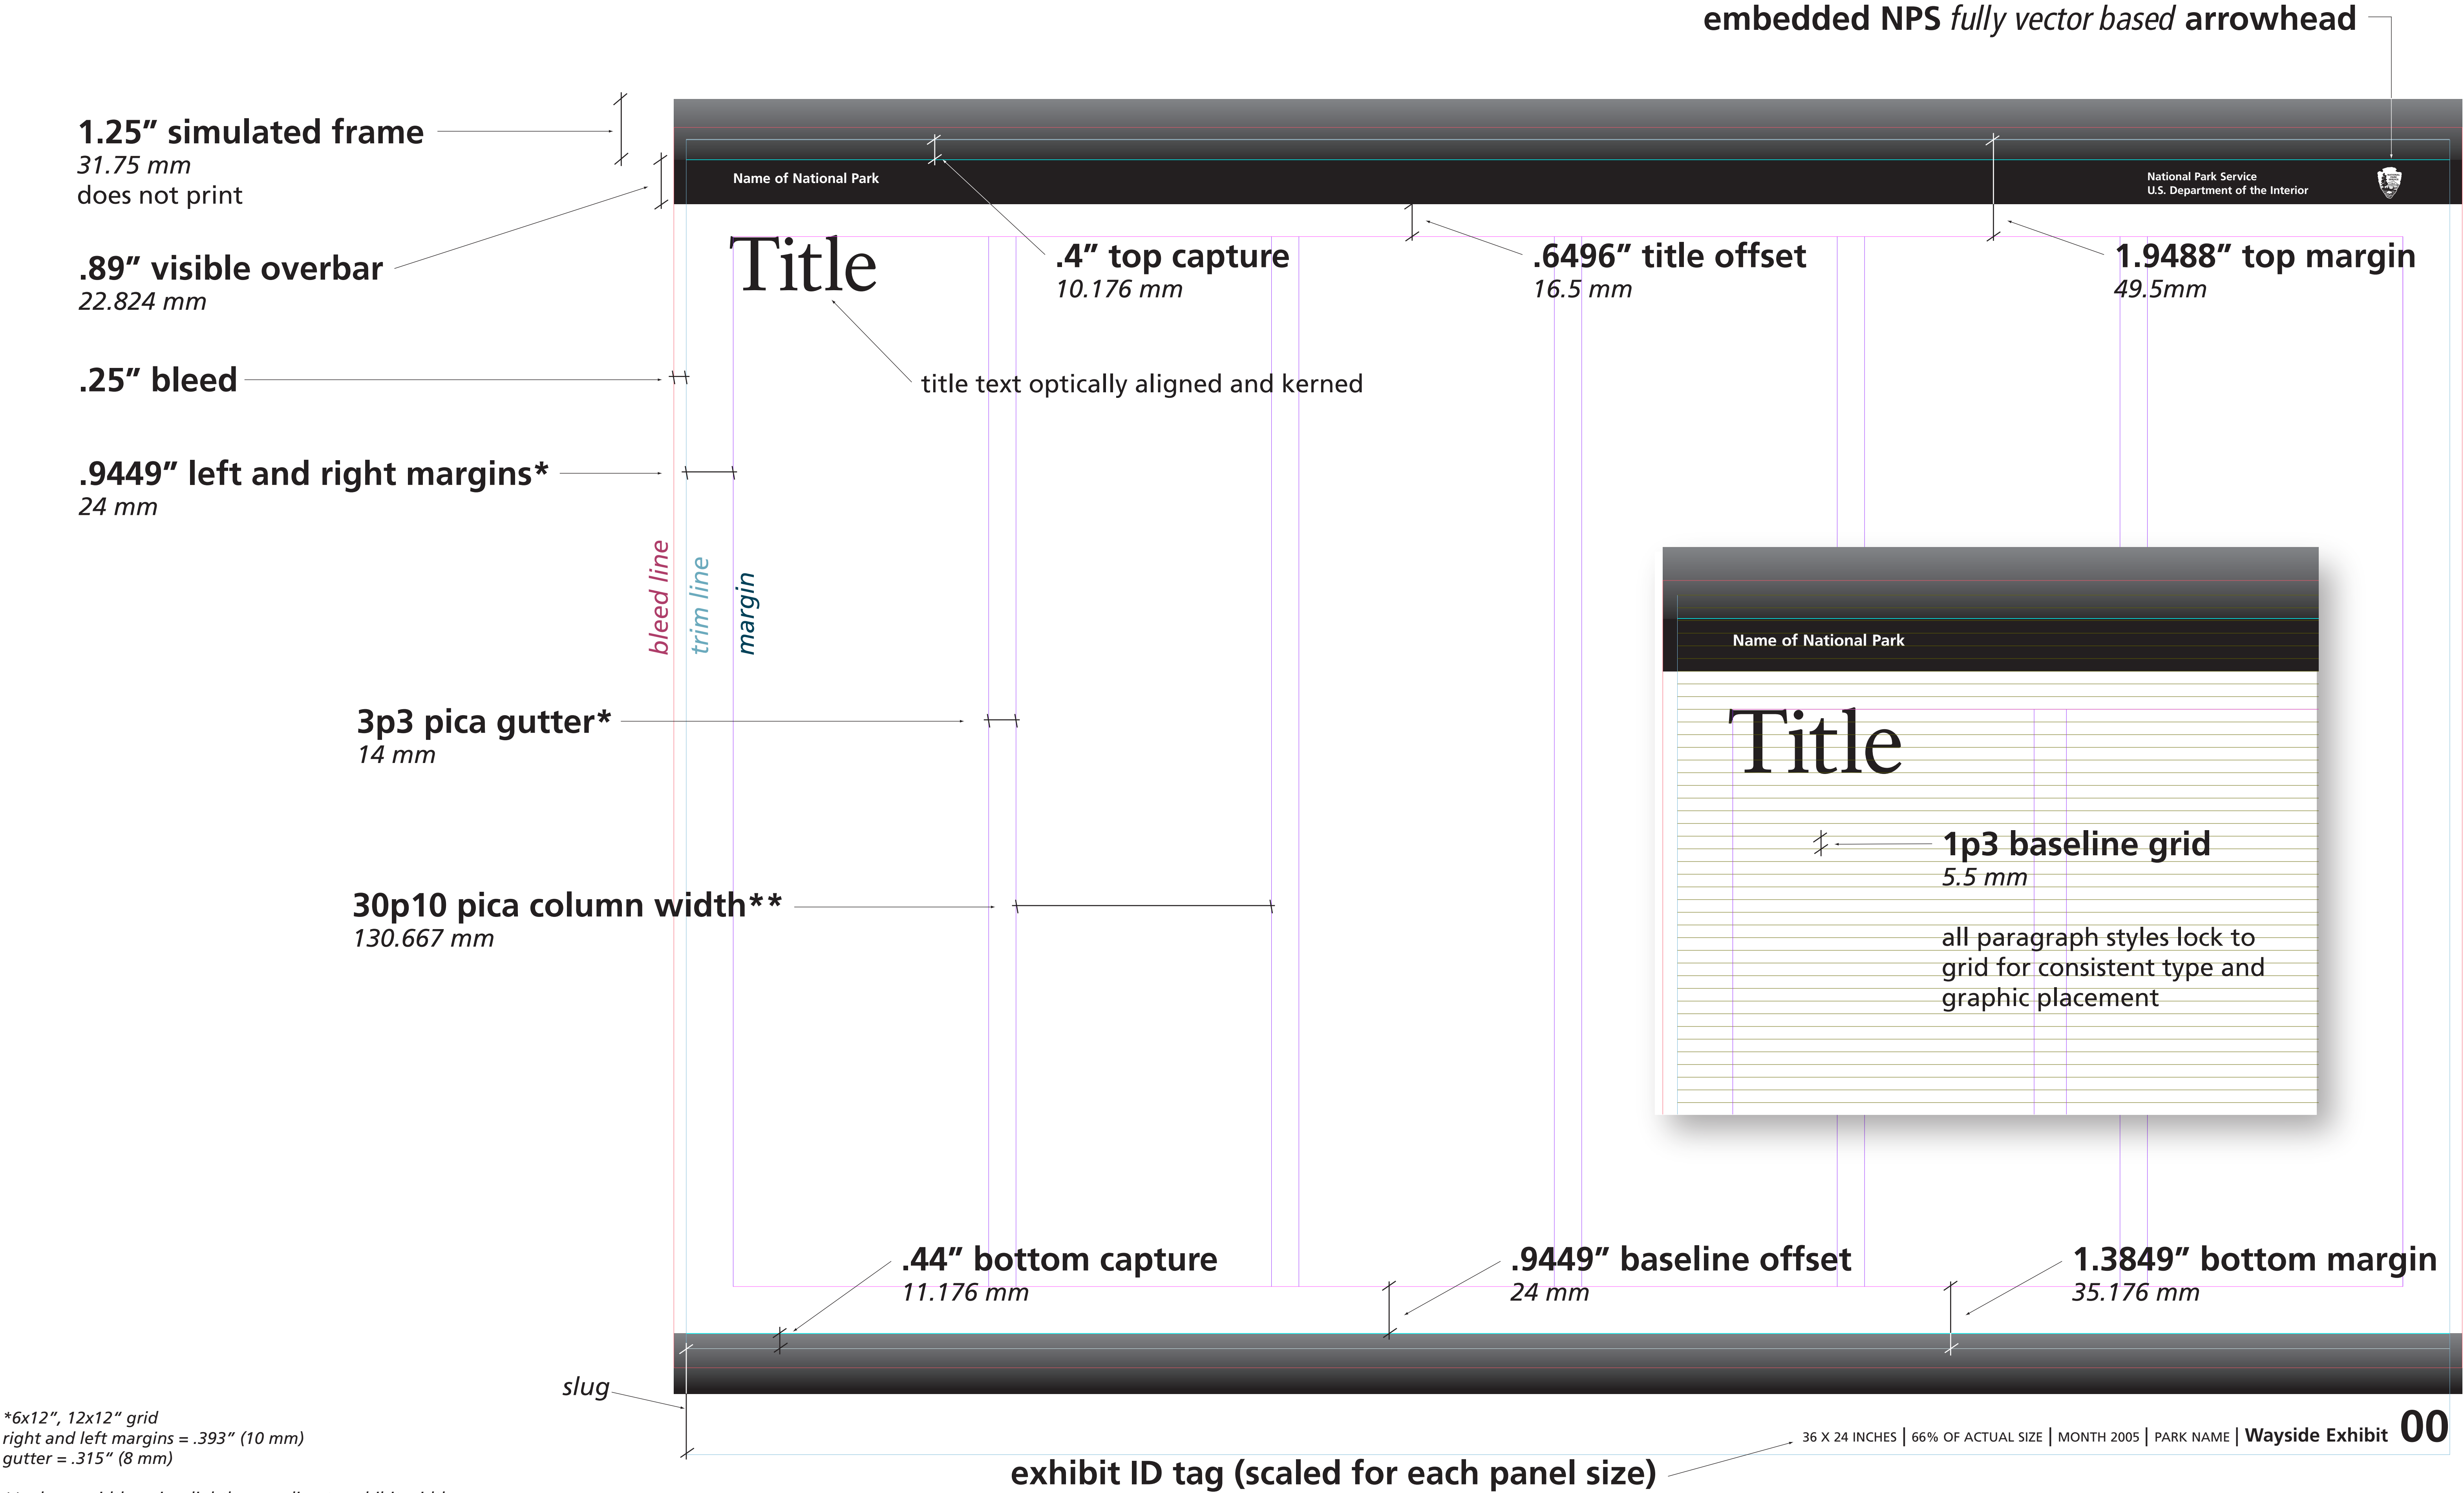 embedded NPS fully vector based arrowhead
1.25” simulated frame
31.75 mm
does not print
Name of National Park
National Park Service
U.S. Department of the Interior
.89” visible overbar
22.824 mm
Title
.4” top capture
10.176 mm
.6496” title offset
16.5 mm
1.9488” top margin
49.5mm
.25” bleed
title text optically aligned and kerned
.9449” left and right margins*
24 mm
bleed line
trim line
margin
Name of National Park
Title
3p3 pica gutter*
14 mm
1p3 baseline grid
5.5 mm
30p10 pica column width**
130.667 mm
all paragraph styles lock to
grid for consistent type and
graphic placement
.44” bottom capture
11.176 mm
.9449” baseline offset
24 mm
1.3849” bottom margin
35.176 mm
slug
*6x12”, 12x12“ grid
right and left margins = .393” (10 mm)
gutter = .315“ (8 mm)
36 X 24 INCHES | 66% OF ACTUAL SIZE | MONTH 2005 | PARK NAME | Wayside Exhibit 00
exhibit ID tag (scaled for each panel size)